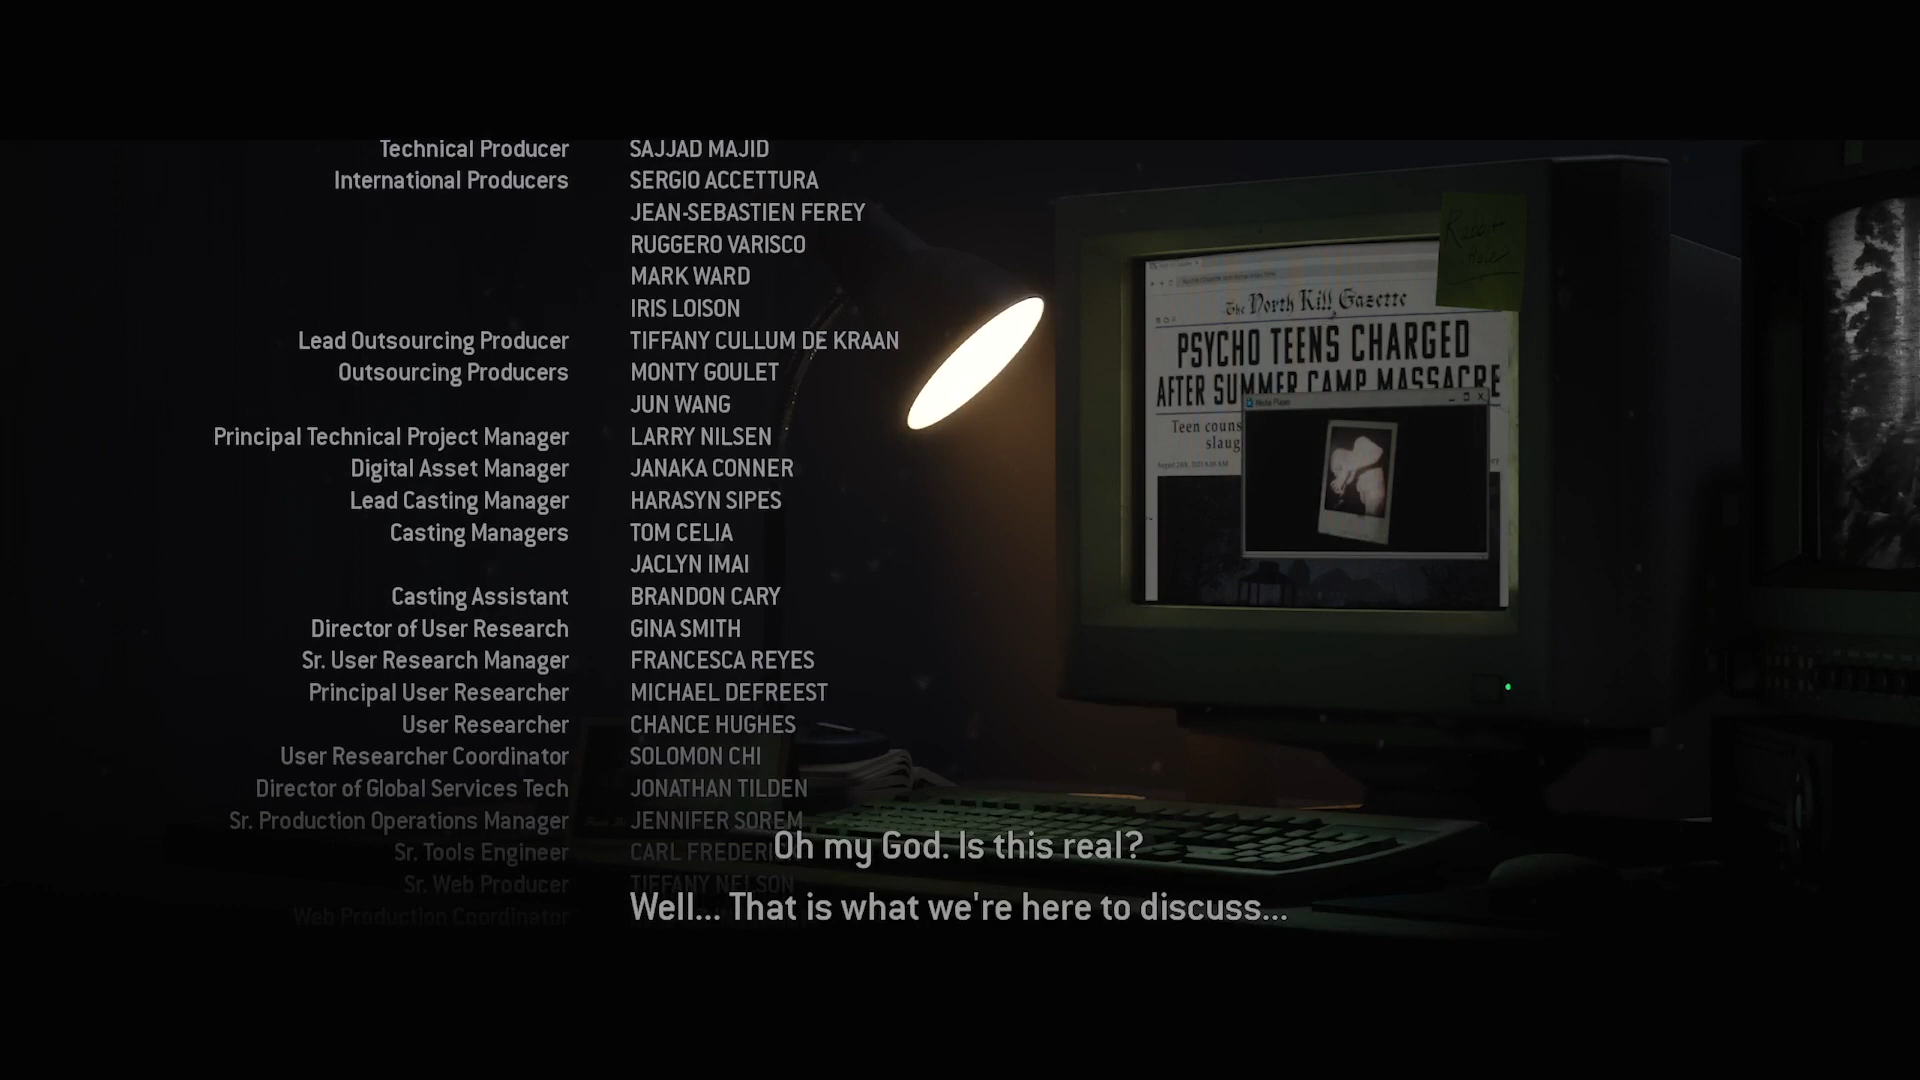 Technical Producer SAJJAD MAJID
International Producers SERGIO ACCETTURA
JEAN-SEBASTIEN FEREY
RUGGERO VARISCO
MARK WARD
IRIS LOISON
Lead Outsourcing Producer TIFFANY CULLUM DE KRAAN
Outsourcing Producers MONTY GOULET
JUN WANG
Principal Technical Project Manager LARRY NILSEN
Digital Asset Manager JANAKA CONNER
Lead Casting Manager HARASYN SIPES
Casting Managers TOM CELIA
JACLYN IMAI
Casting Assistant BRANDON CARY
Director of User Research GINA SMITH
Sr. User Research Manager FRANCESCA REYES
Principal User Researcher MICHAEL DEFREEST
User Researcher CHANCE HUGHES
User Researcher Coordinator SOLOMON CHI
Director of Global Services Tech JONATHAN TILDEN
Sr. Production Operations Manager JENNIFER SOREM
Sr. Tools Engineer CARL
Sr. Web Producer TIFFANY NELSON
Web Production Coordinator
Oh my God. Is this real?
Well... That is what we're here to discuss...
The North Kill Gazette
PSYCHO TEENS CHARGED
AFTER SUMMER CAMP MASSACRE
Teen couns
slaug
Media Player
Rabbit
Hole